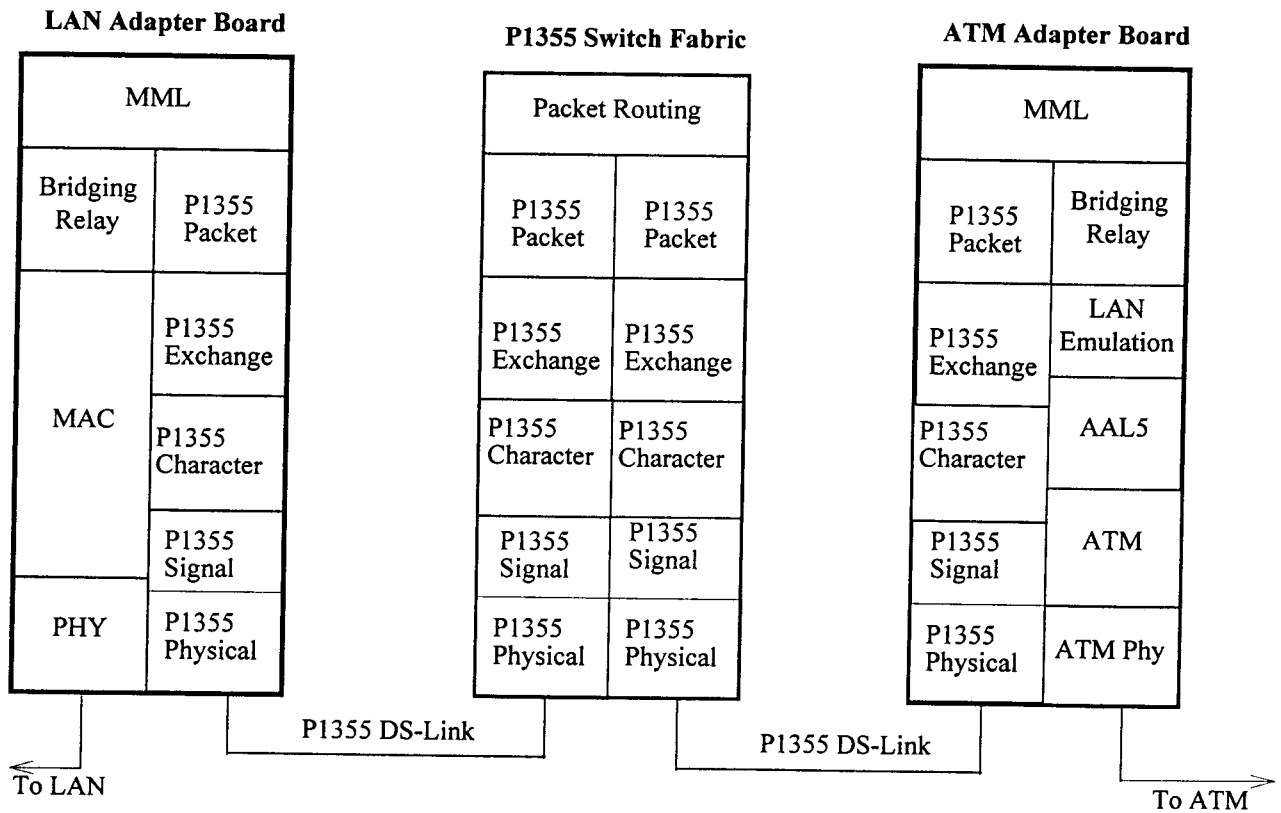 LAN Adapter Board
MML
Bridging
Relay
P1355
Packet
MAC
P1355
Exchange
P1355
Character
P1355
Signal
PHY
P1355
Physical
To LAN
P1355 DS-Link
P1355 Switch Fabric
Packet Routing
P1355
Packet
P1355
Packet
P1355
Exchange
P1355
Exchange
P1355
Character
P1355
Character
P1355
Signal
P1355
Signal
P1355
Physical
P1355
Physical
P1355 DS-Link
ATM Adapter Board
MML
P1355
Packet
Bridging
Relay
P1355
Exchange
LAN
Emulation
P1355
Character
AAL5
P1355
Signal
ATM
P1355
Physical
ATM Phy
To ATM